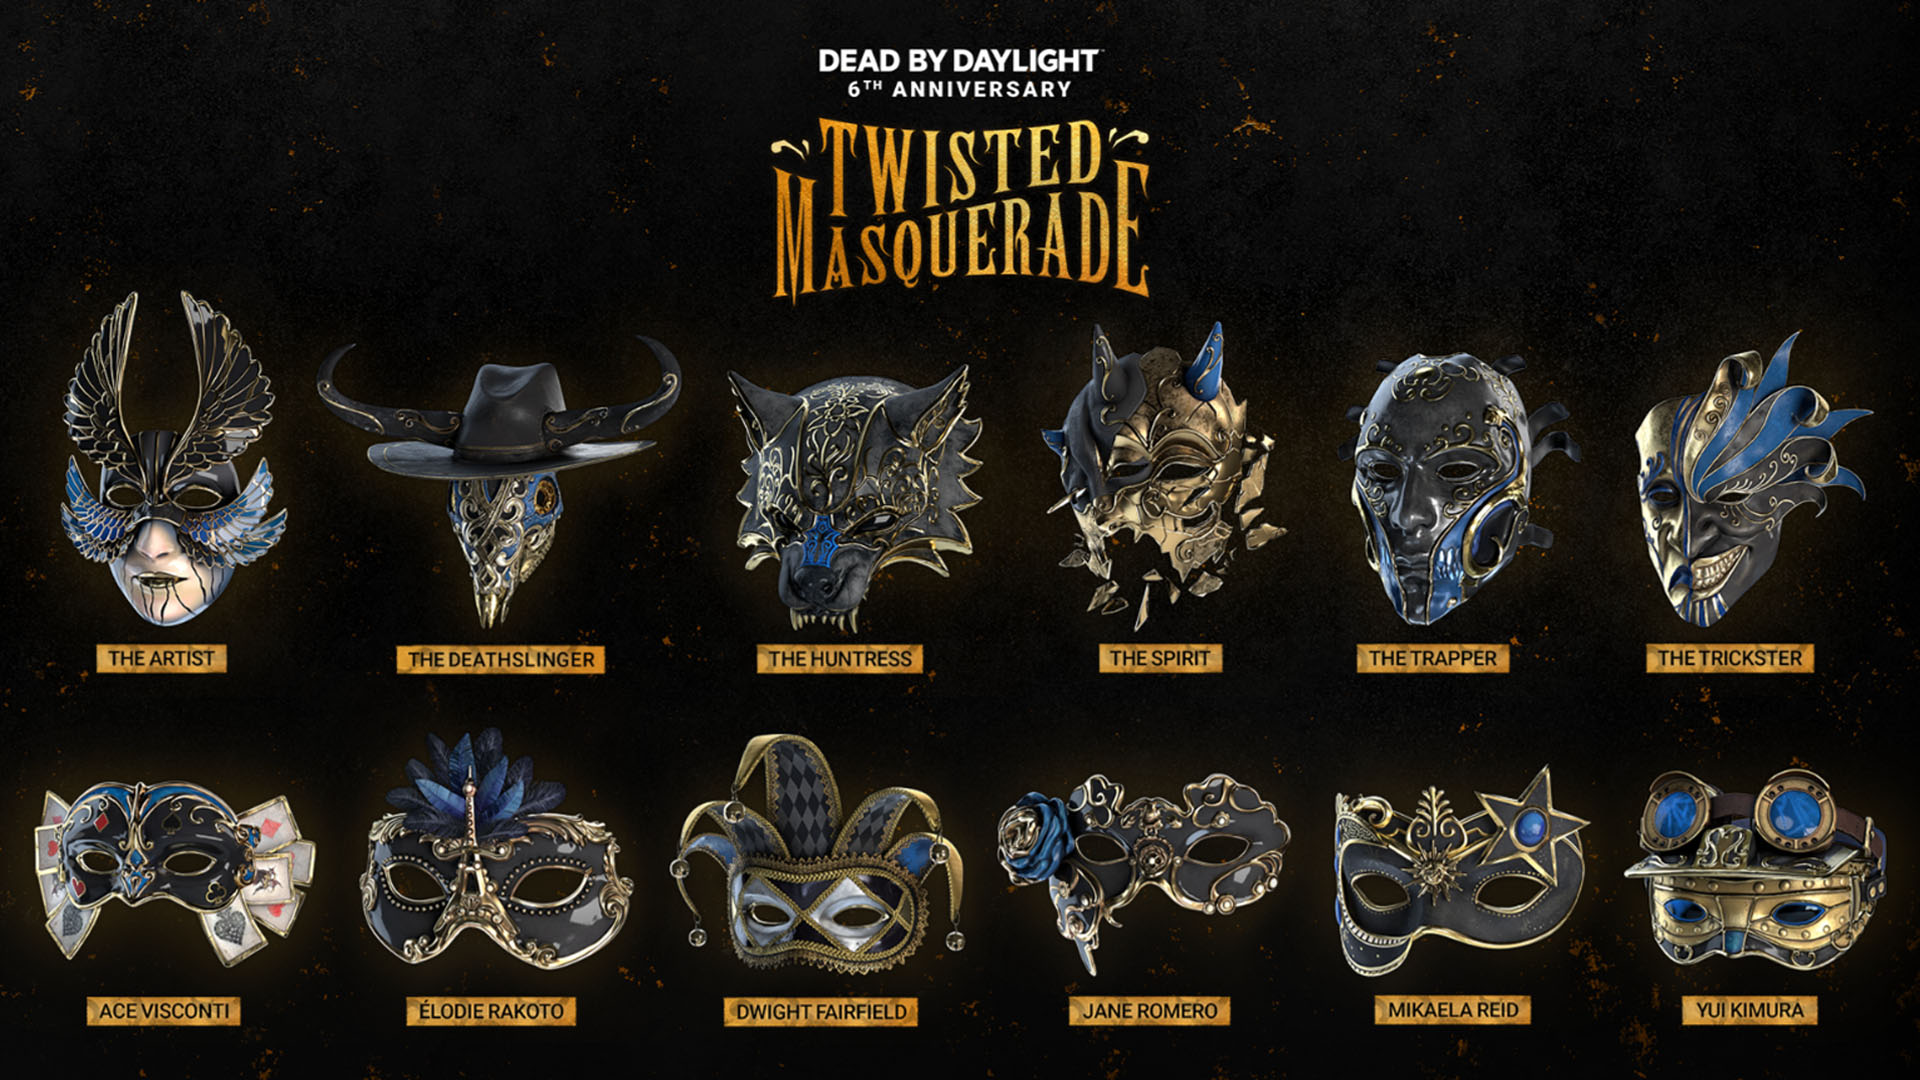 DEAD BY DAYLIGHT™
6TH ANNIVERSARY
TWISTED
MASQUERADE
THE ARTIST
THE DEATHSLINGER
THE HUNTRESS
THE SPIRIT
THE TRAPPER
THE TRICKSTER
ACE VISCONTI
ÉLODIE RAKOTO
DWIGHT FAIRFIELD
JANE ROMERO
MIKAELA REID
YUI KIMURA